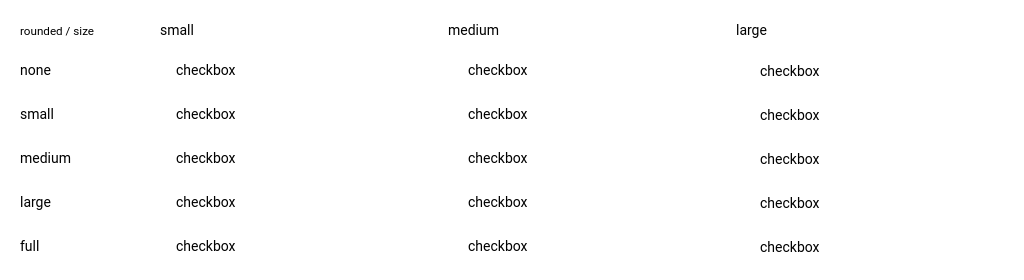 rounded / size small medium large
none checkbox checkbox checkbox
small checkbox checkbox checkbox
medium checkbox checkbox checkbox
large checkbox checkbox checkbox
full checkbox checkbox checkbox